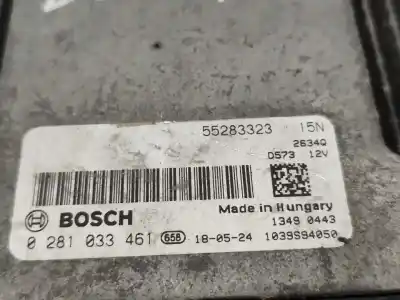 55283323 15N
2634Q
D573 12V
BOSCH
Made in Hungary
0 281 033 461 658 18-05-24
1349 0443
1039S94050